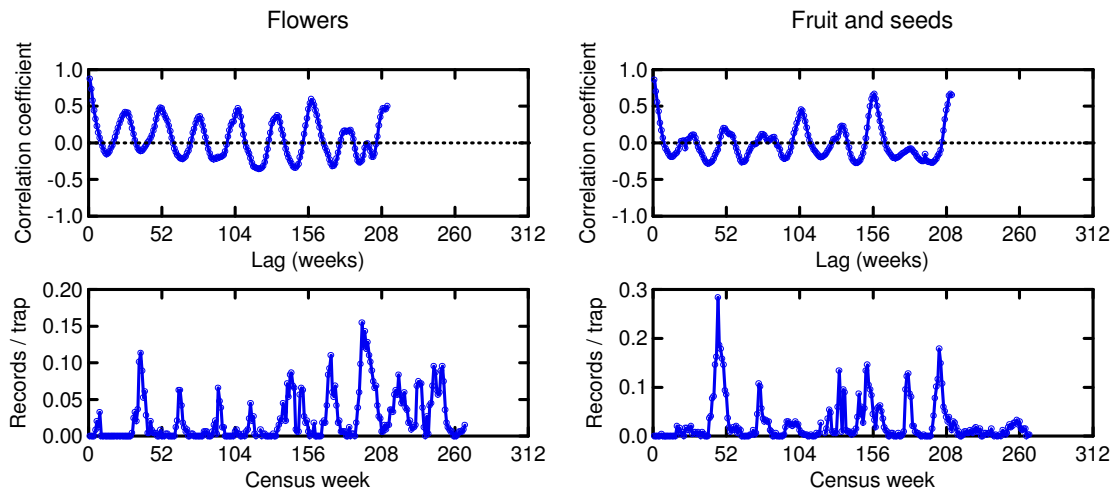 Flowers
Fruit and seeds
Correlation coefficient
1.0
0.5
0.0
-0.5
-1.0
0 52 104 156 208 260 312
Lag (weeks)
Correlation coefficient
1.0
0.5
0.0
-0.5
-1.0
0 52 104 156 208 260 312
Lag (weeks)
Records / trap
0.20
0.15
0.10
0.05
0.00
0 52 104 156 208 260 312
Census week
Records / trap
0.3
0.2
0.1
0.0
0 52 104 156 208 260 312
Census week